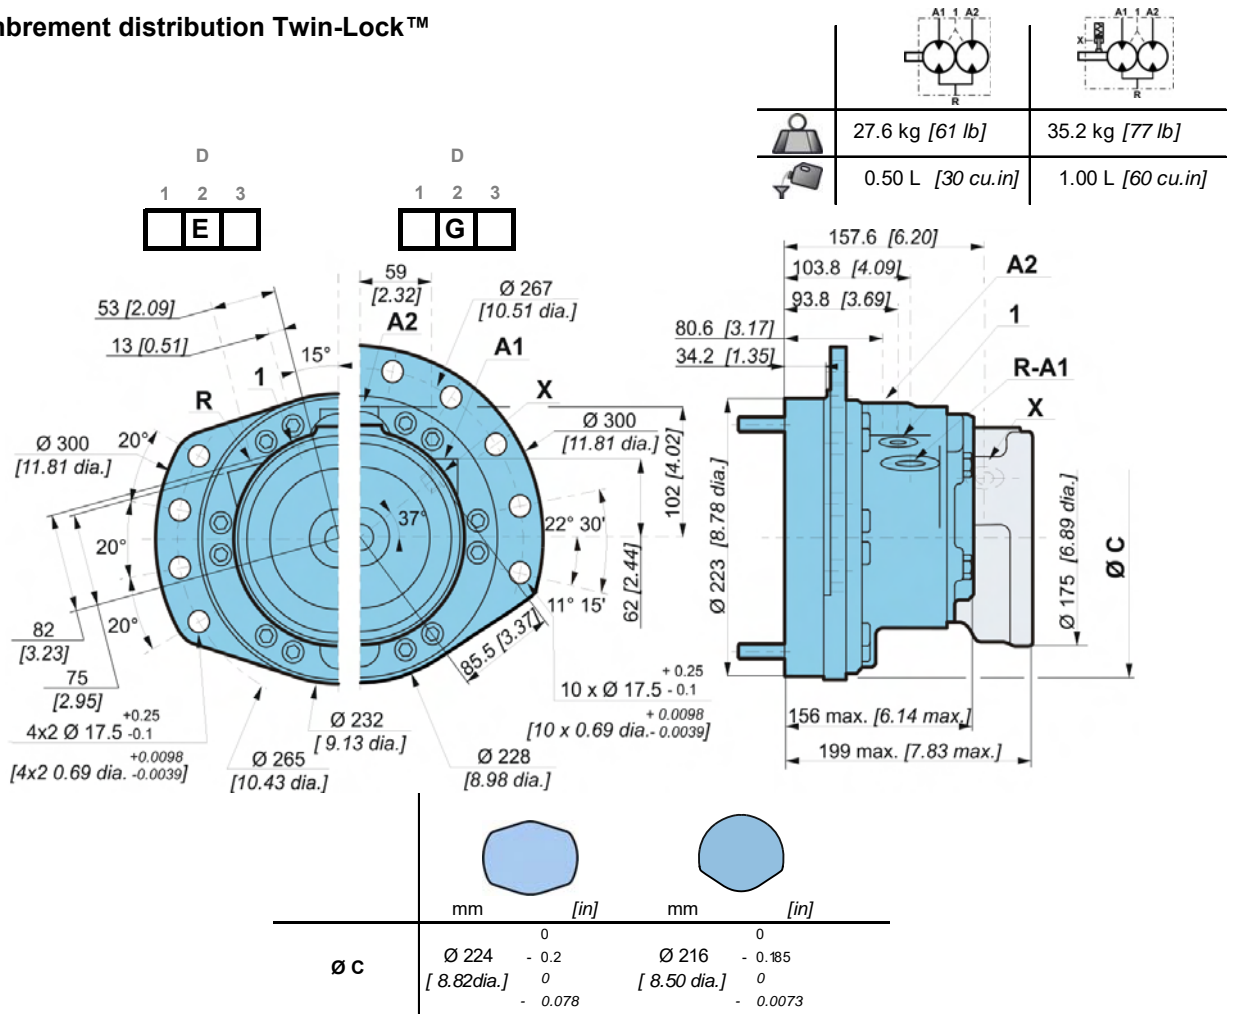 mbrement distribution Twin-Lock™
A1 1 A2
R
A1 1 A2
X
R
27.6 kg [61 lb]
35.2 kg [77 lb]
0.50 L [30 cu.in]
1.00 L [60 cu.in]
D
1 2 3
E
D
1 2 3
G
53 [2.09]
13 [0.51]
15°
R
1
Ø 300
[11.81 dia.]
20°
20°
20°
82
[3.23]
75
[2.95]
4x2 Ø 17.5 +0.25 -0.1
[4x2 0.69 dia. +0.0098 -0.0039]
Ø 265
[10.43 dia.]
Ø 232
[ 9.13 dia.]
59
[2.32]
Ø 267
[10.51 dia.]
A2
A1
X
Ø 300
[11.81 dia.]
102 [4.02]
37°
22° 30'
62 [2.44]
11° 15'
85.5 [3.37]
10 x Ø 17.5 + 0.25 - 0.1
[10 x 0.69 dia. + 0.0098 - 0.0039]
Ø 228
[8.98 dia.]
157.6 [6.20]
103.8 [4.09]
93.8 [3.69]
80.6 [3.17]
34.2 [1.35]
A2
1
R-A1
X
Ø 223 [8.78 dia.]
Ø 175 [6.89 dia.]
Ø C
156 max. [6.14 max.]
199 max. [7.83 max.]
mm [in] mm [in]
Ø C
0 0
Ø 224 - 0.2 Ø 216 - 0.185
[ 8.82dia.] 0 [ 8.50 dia.] 0
- 0.078 - 0.0073